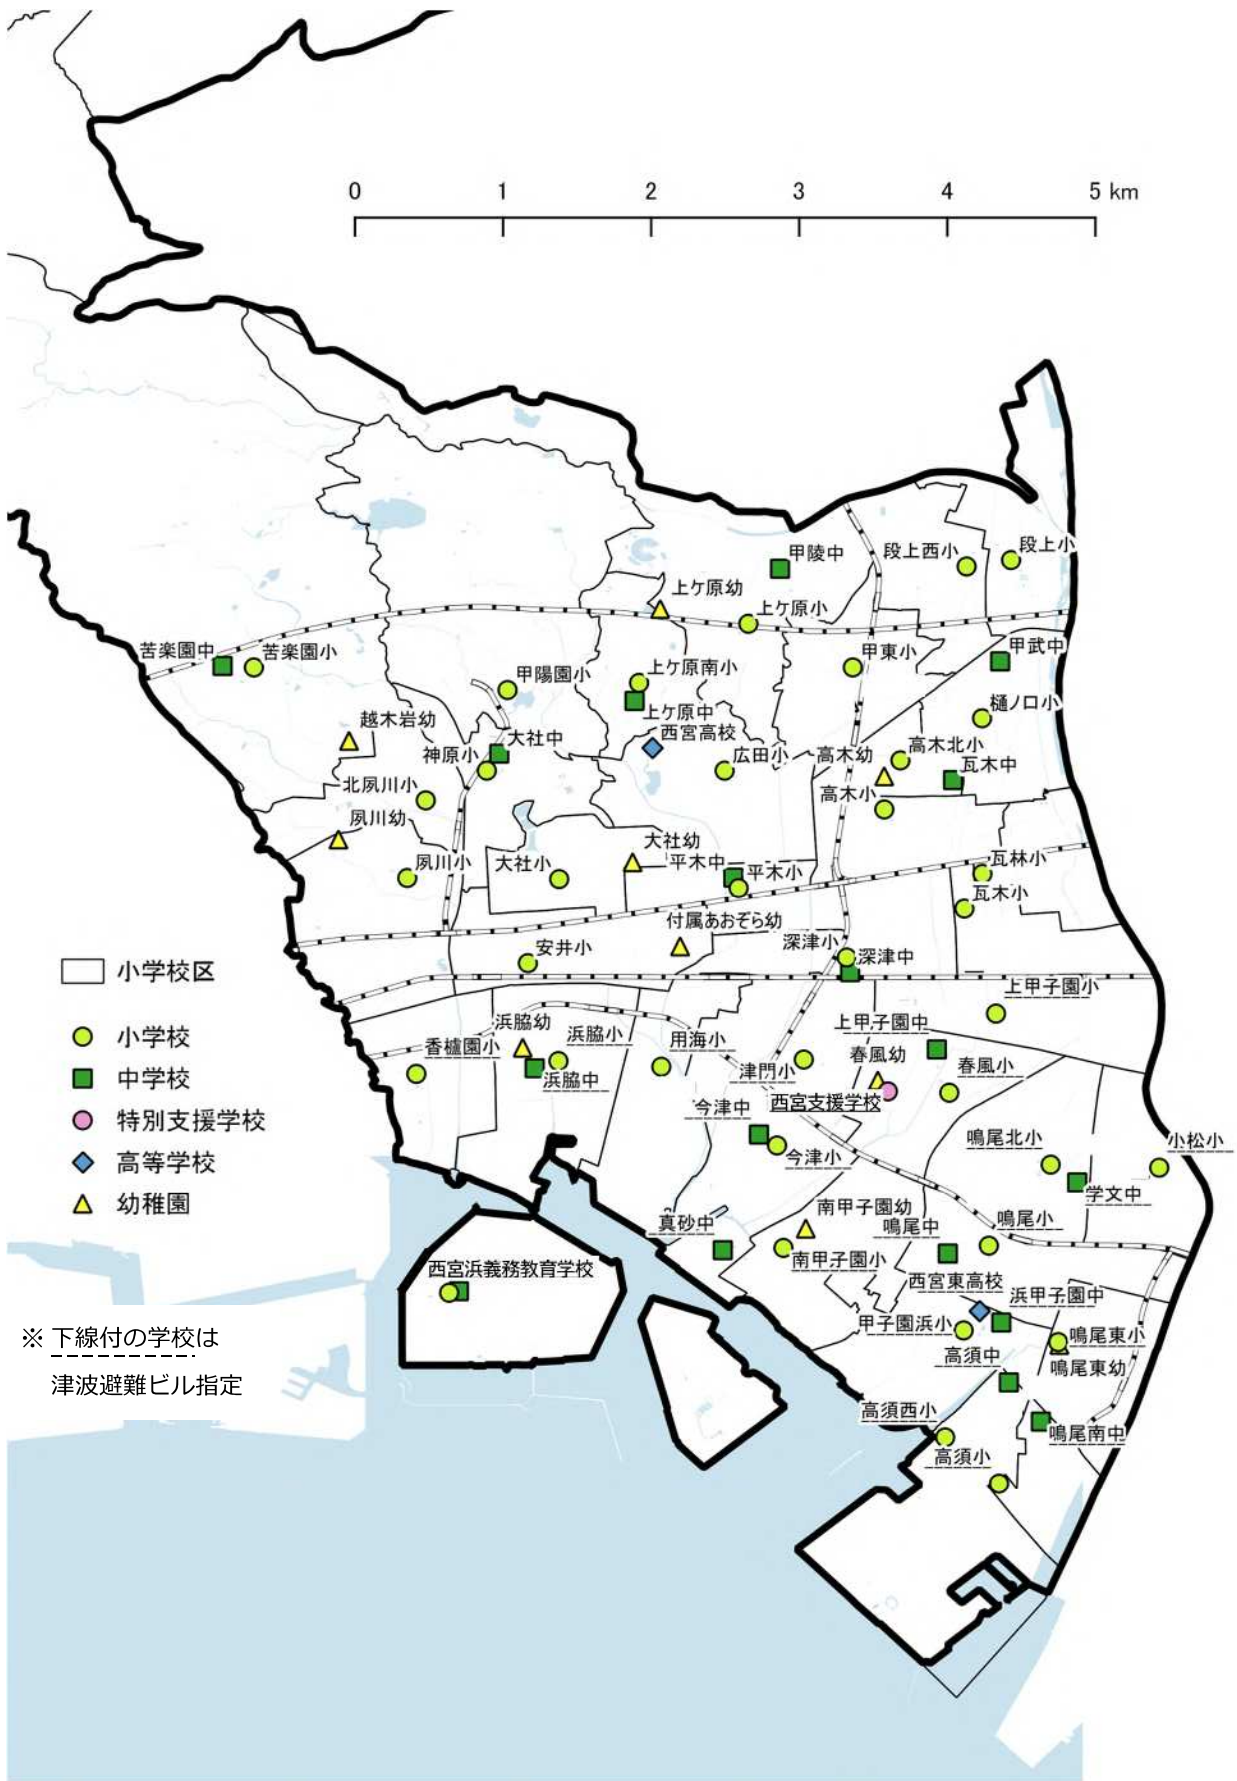 0 1 2 3 4 5 km
甲陵中
段上西小
段上小
上ケ原幼
上ケ原小
苦楽園中
苦楽園小
甲東小
甲武中
甲陽園小
上ケ原南小
上ケ原中
樋ノ口小
越木岩幼
西宮高校
大社中
神原小
広田小
高木幼
高木北小
瓦木中
北夙川小
高木小
夙川幼
大社幼
夙川小
大社小
平木中
平木小
瓦林小
瓦木小
付属あおぞら幼
安井小
深津小
深津中
小学校区
上甲子園小
小学校
浜脇幼
浜脇小
用海小
上甲子園中
香櫨園小
春風幼
春風小
中学校
浜脇中
津門小
西宮支援学校
特別支援学校
今津中
今津小
鳴尾北小
小松小
高等学校
学文中
幼稚園
真砂中
南甲子園幼
鳴尾中
鳴尾小
南甲子園小
西宮浜義務教育学校
西宮東高校
浜甲子園中
甲子園浜小
鳴尾東小
※ 下線付の学校は
高須中
鳴尾東幼
津波避難ビル指定
高須西小
鳴尾南中
高須小